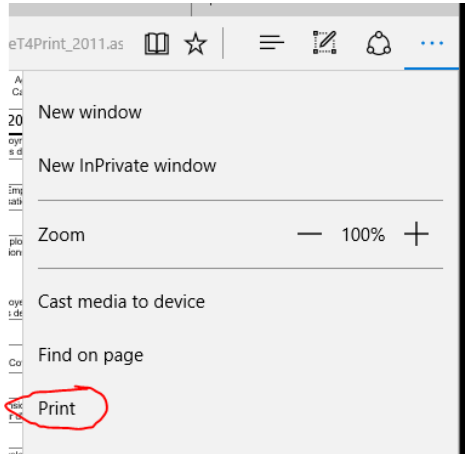 eT4Print_2011.as
New window
New InPrivate window
Zoom — 100% +
Cast media to device
Find on page
Print